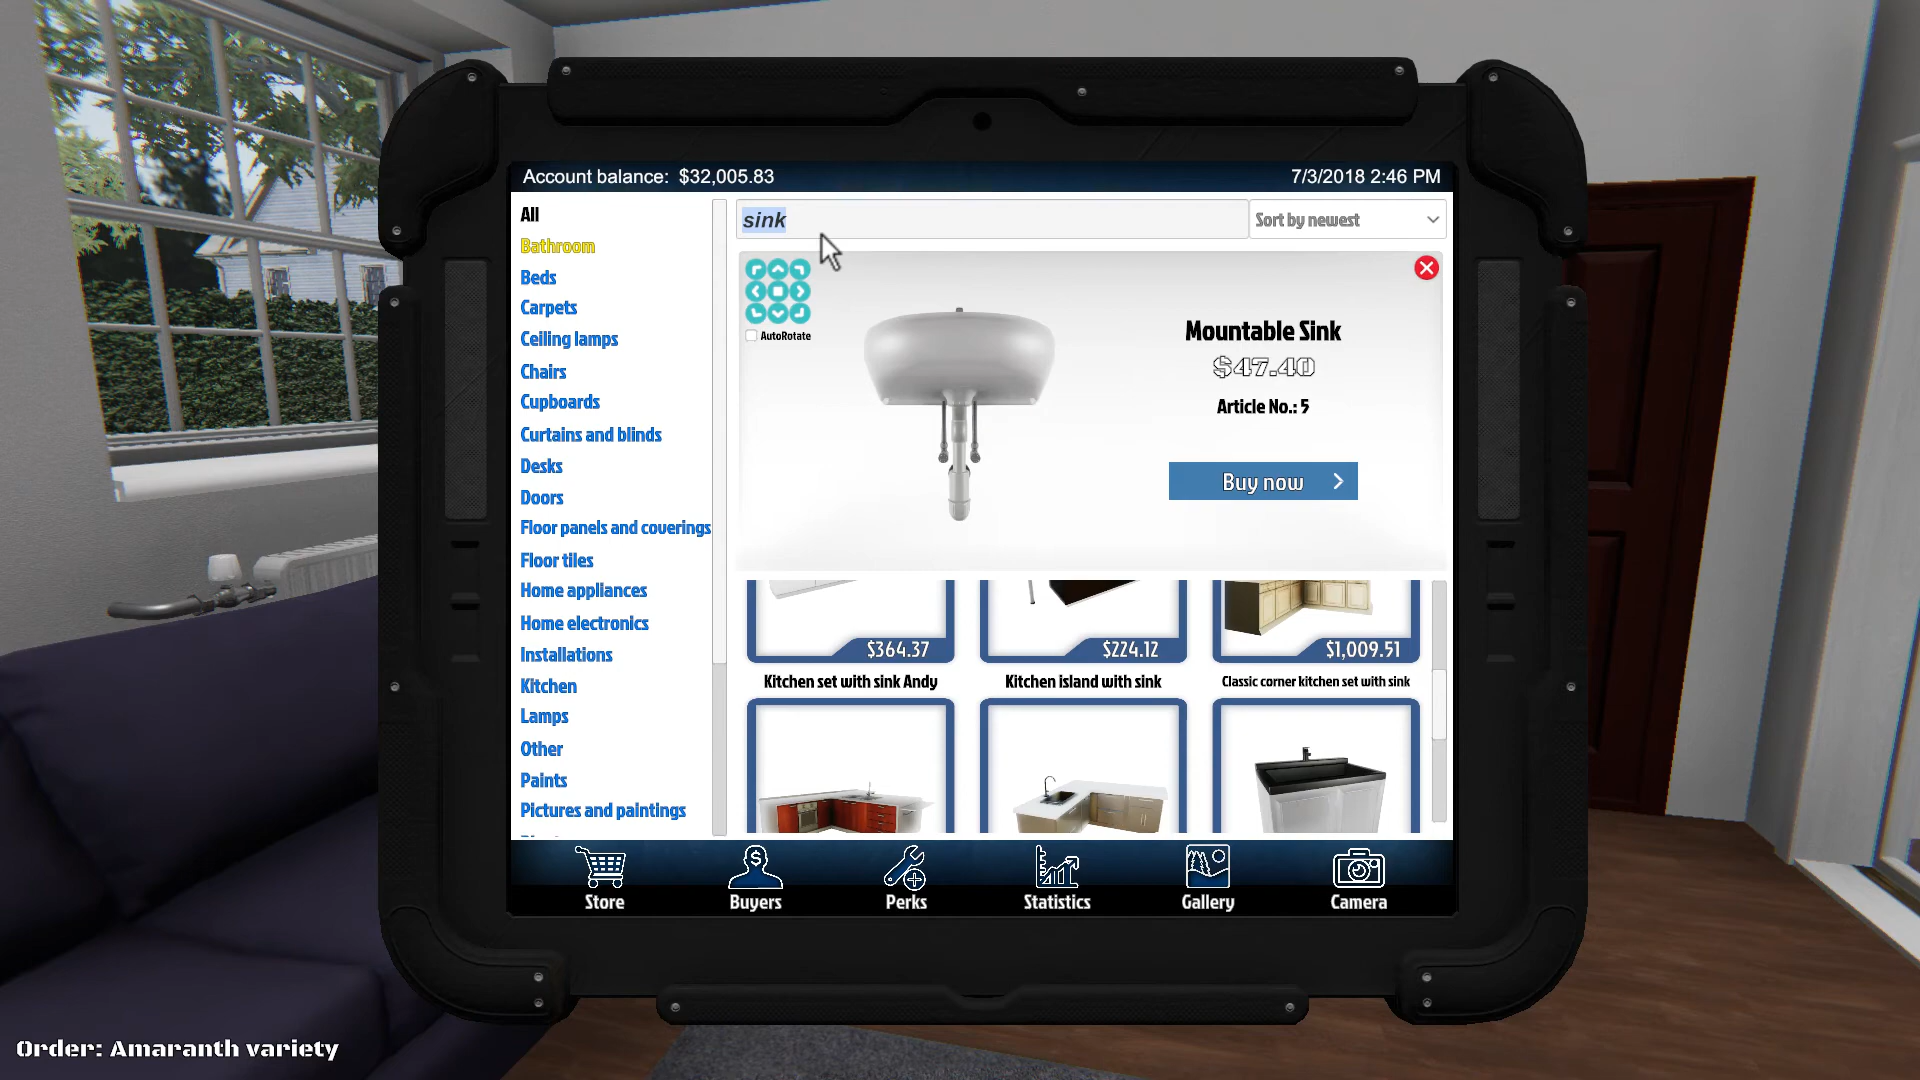 Account balance: $32,005.83
7/3/2018 2:46 PM
All
Bathroom
Beds
Carpets
Ceiling lamps
Chairs
Cupboards
Curtains and blinds
Desks
Doors
Floor panels and coverings
Floor tiles
Home appliances
Home electronics
Installations
Kitchen
Lamps
Other
Paints
Pictures and paintings
sink
Sort by newest
AutoRotate
Mountable Sink
$47.40
Article No.: 5
Buy now
$364.37
$224.12
$1,009.51
Kitchen set with sink Andy
Kitchen island with sink
Classic corner kitchen set with sink
Store
Buyers
Perks
Statistics
Gallery
Camera
Order: Amaranth variety